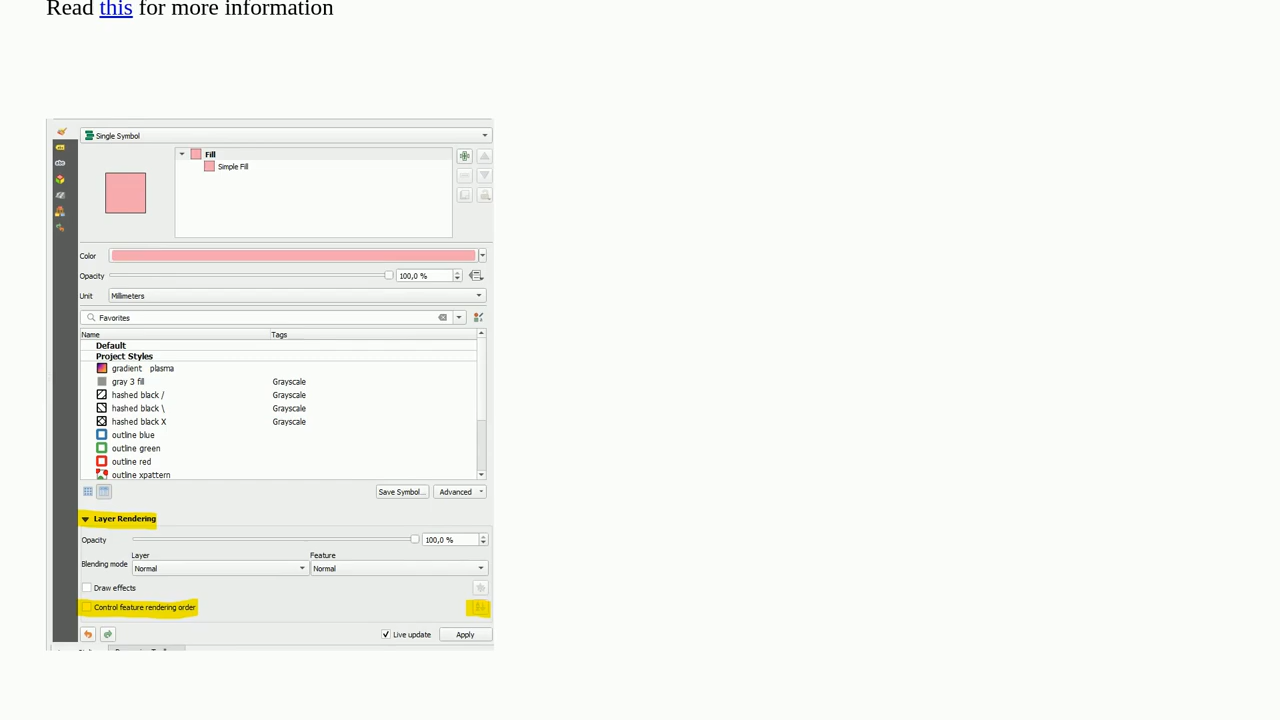 Read this for more information
Single Symbol
Fill
Simple Fill
Color
Opacity 100,0 %
Unit Millimeters
Favorites
Name Tags
Default
Project Styles
gradient plasma
gray 3 fill Grayscale
hashed black / Grayscale
hashed black \ Grayscale
hashed black X Grayscale
outline blue
outline green
outline red
outline xpattern
Save Symbol... Advanced
Layer Rendering
Opacity 100,0 %
Layer Feature
Blending mode Normal Normal
Draw effects
Control feature rendering order
Live update Apply